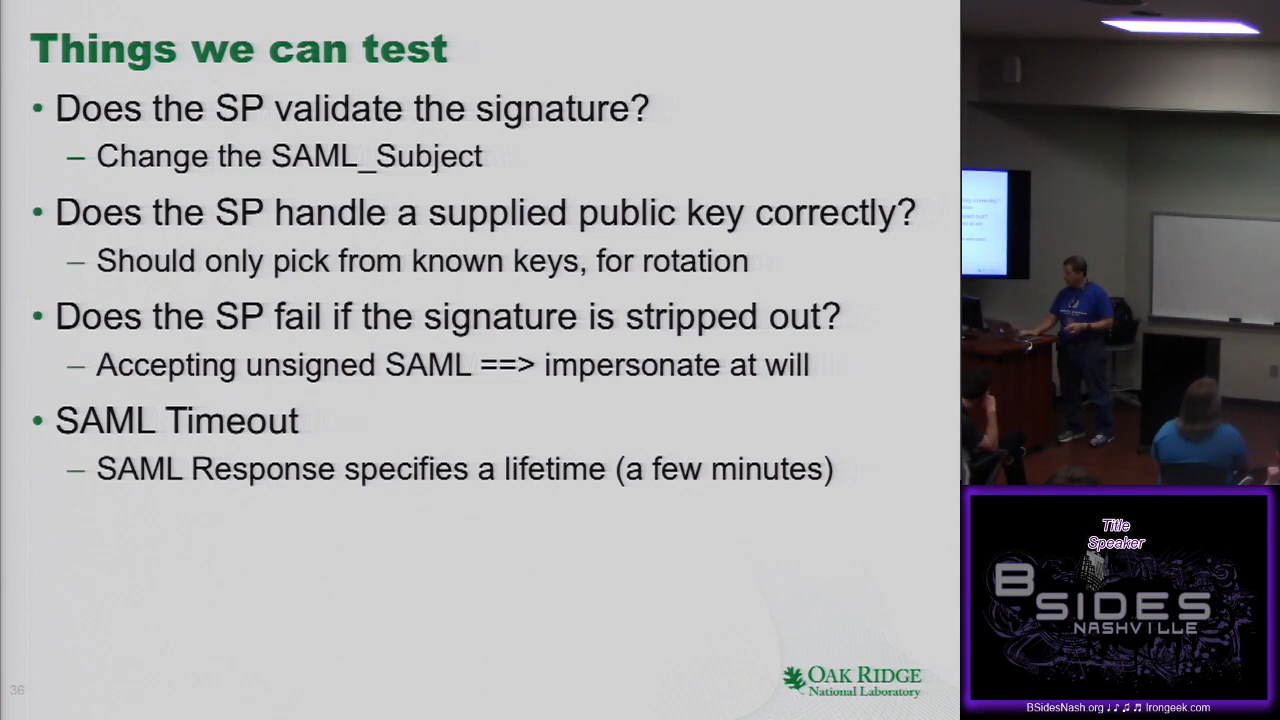 Things we can test
• Does the SP validate the signature?
– Change the SAML_Subject
• Does the SP handle a supplied public key correctly?
– Should only pick from known keys, for rotation
• Does the SP fail if the signature is stripped out?
– Accepting unsigned SAML ==> impersonate at will
• SAML Timeout
– SAML Response specifies a lifetime (a few minutes)
36
OAK RIDGE
National Laboratory
Title
Speaker
BSIDES
NASHVILLE
BSidesNash.org ♩ ♪ ♫ ♬ Irongeek.com